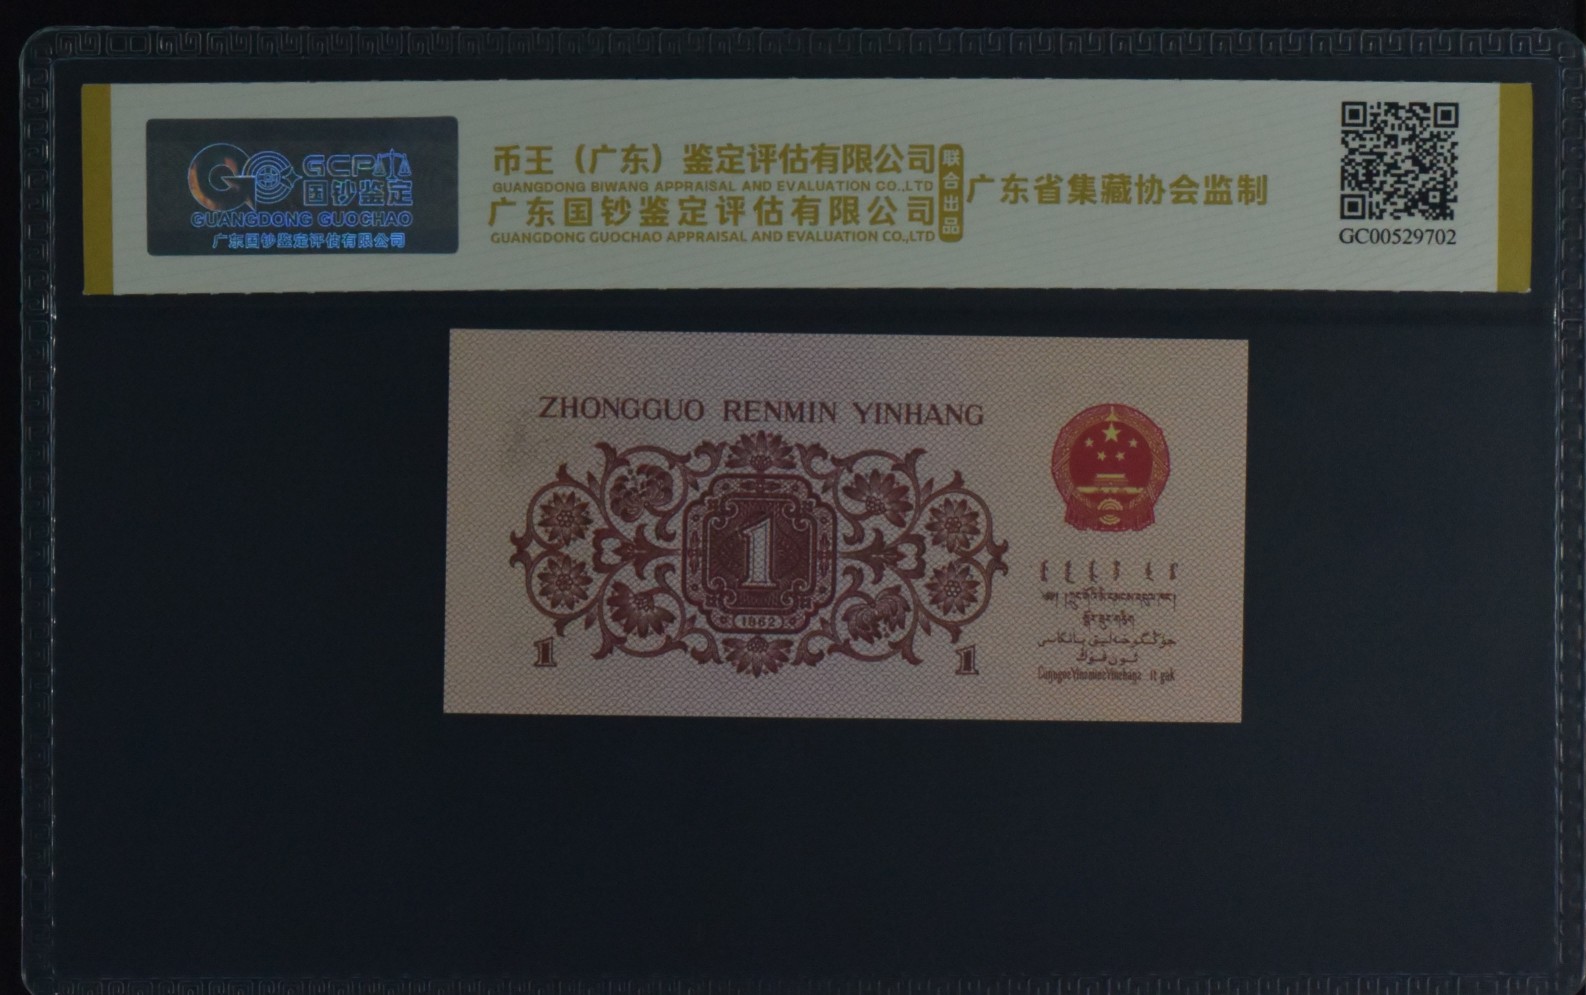 GCPA
国钞鉴定
GUANGDONG GUOCHAO
广东国钞鉴定评估有限公司
币王（广东）鉴定评估有限公司
GUANGDONG BIWANG APPRAISAL AND EVALUATION CO.,LTD
广东国钞鉴定评估有限公司
GUANGDONG GUOCHAO APPRAISAL AND EVALUATION CO.,LTD
联合出品
广东省集藏协会监制
GC00529702
ZHONGGUO RENMIN YINHANG
1
1962
1
1